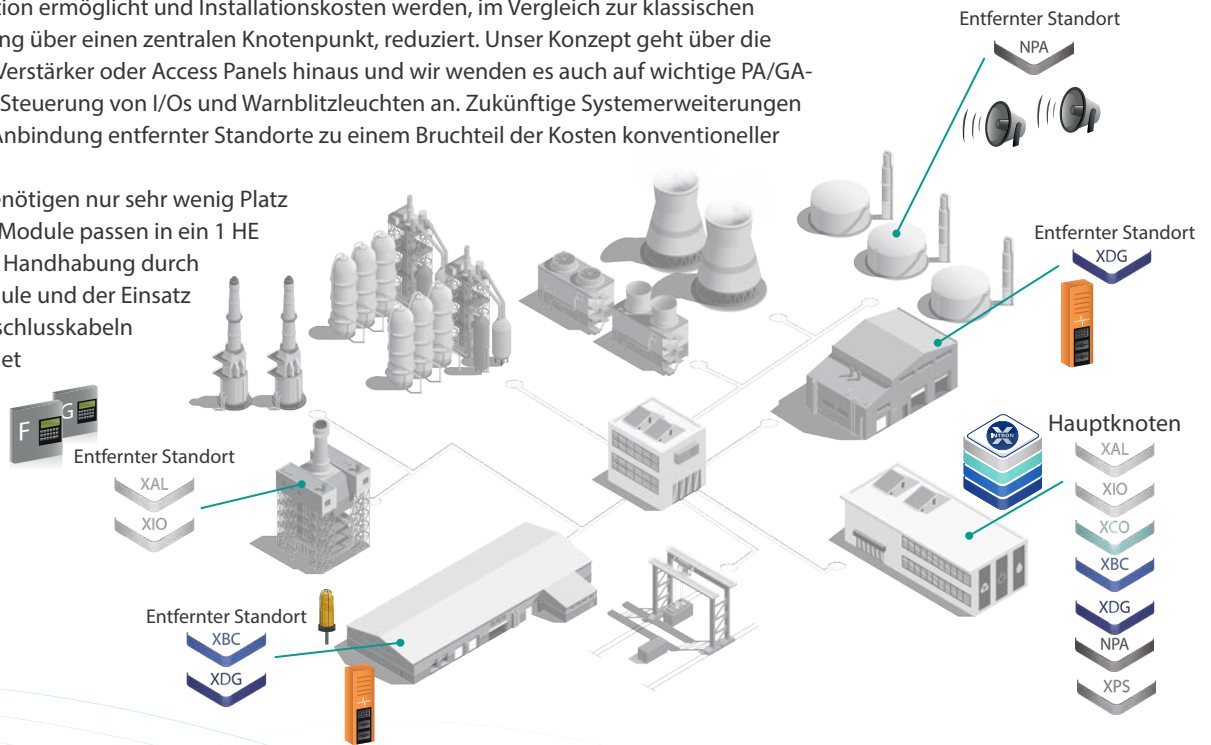 tion ermöglicht und Installationskosten werden, im Vergleich zur klassischen
ng über einen zentralen Knotenpunkt, reduziert. Unser Konzept geht über die
Verstärker oder Access Panels hinaus und wir wenden es auch auf wichtige PA/GA-
Steuerung von I/Os und Warnblitzleuchten an. Zukünftige Systemerweiterungen
Anbindung entfernter Standorte zu einem Bruchteil der Kosten konventioneller
enötigen nur sehr wenig Platz
Module passen in ein 1 HE
Handhabung durch
ule und der Einsatz
schlusskabeln
et
Entfernter Standort
NPA
Entfernter Standort
XDG
F
G
Entfernter Standort
XAL
XIO
Hauptknoten
XAL
XIO
XCO
XBC
XDG
NPA
XPS
Entfernter Standort
XBC
XDG